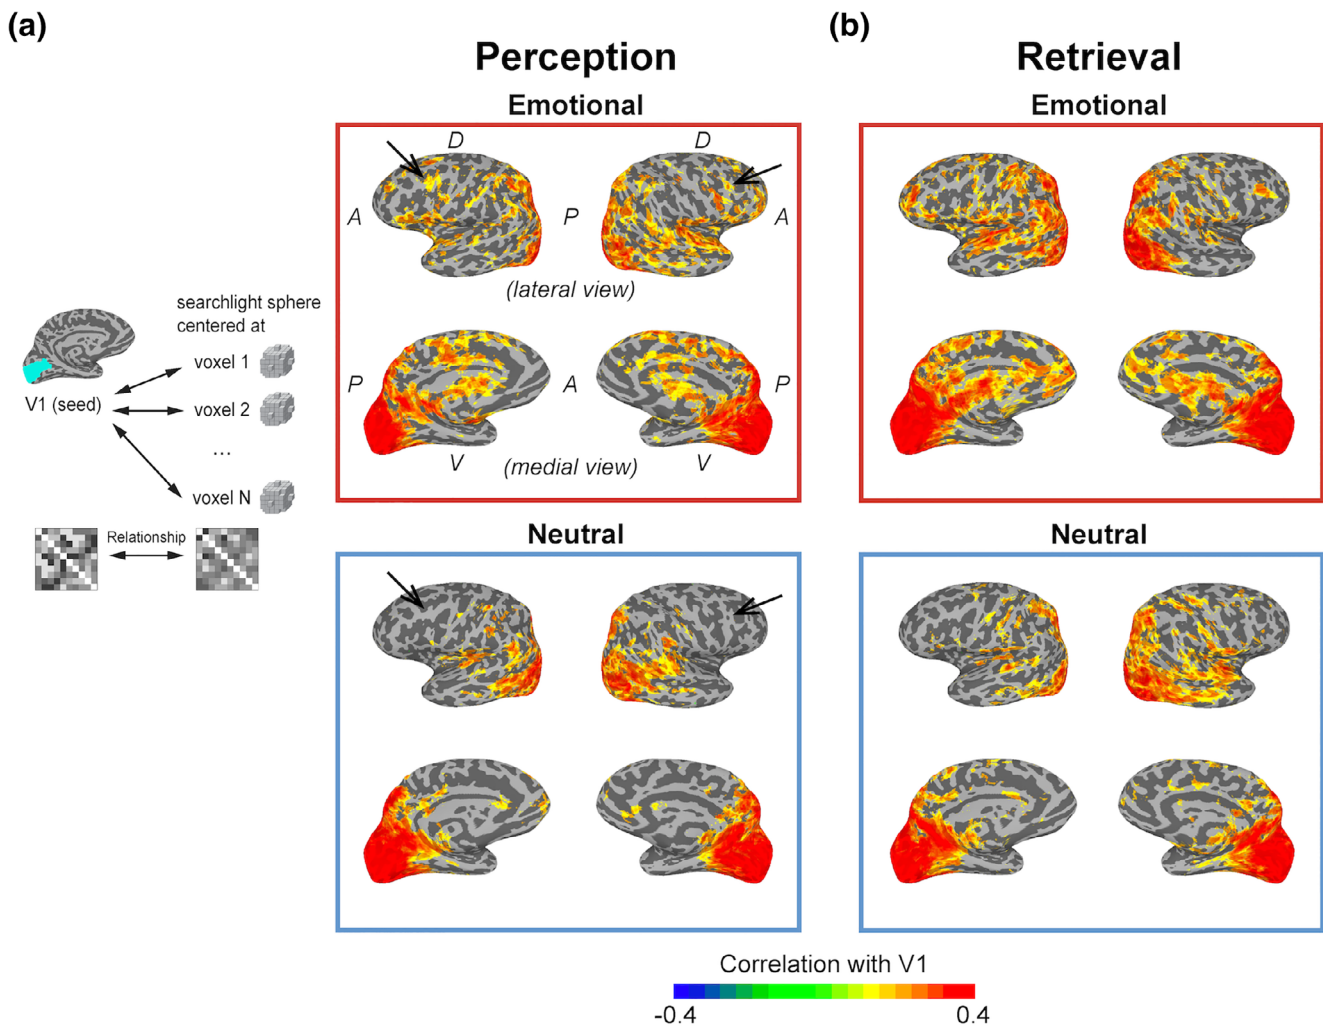 (a)
(b)
Perception
Retrieval
Emotional
Emotional
D
D
A
P
A
(lateral view)
searchlight sphere
centered at
voxel 1
V1 (seed)
voxel 2
...
voxel N
Relationship
P
A
P
V
(medial view)
V
Neutral
Neutral
Correlation with V1
-0.4
0.4